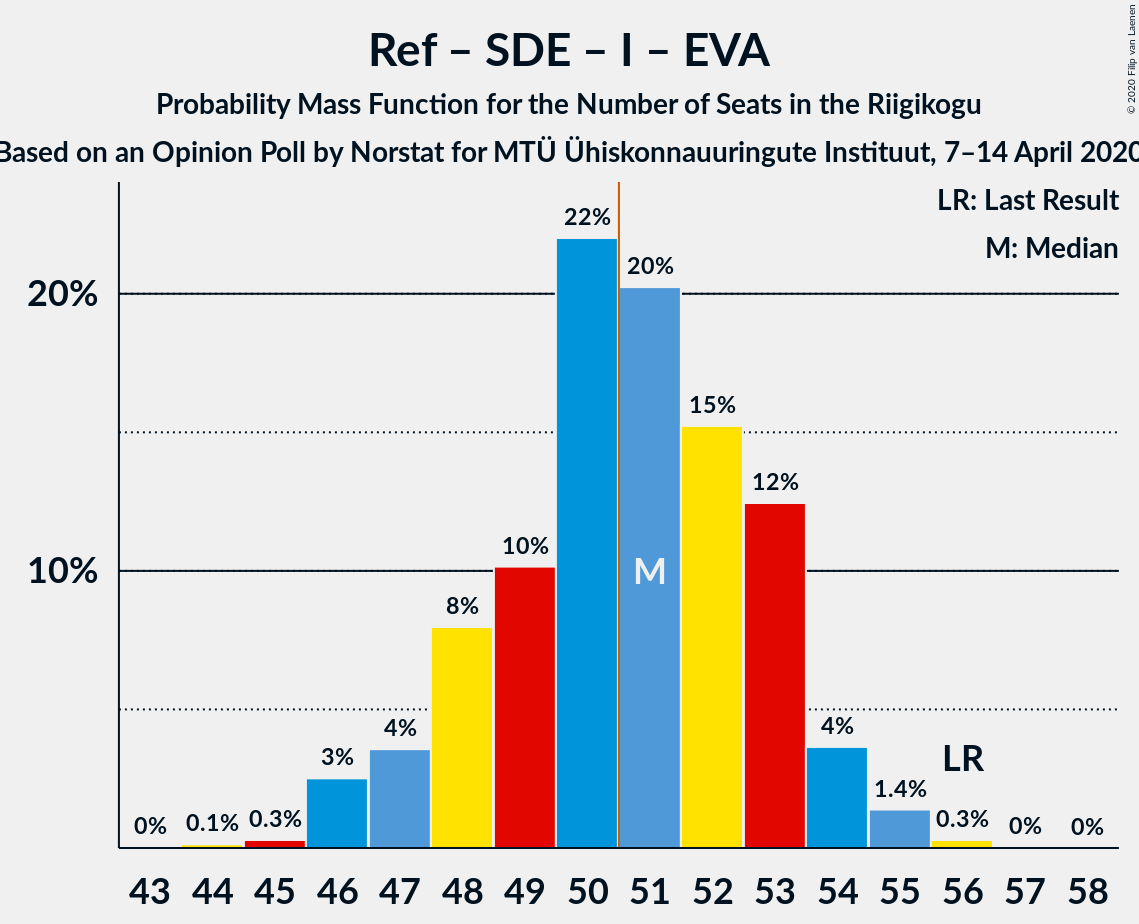 Ref – SDE – I – EVA
Probability Mass Function for the Number of Seats in the Riigikogu
Based on an Opinion Poll by Norstat for MTÜ Ühiskonnauuringute Instituut, 7–14 April 2020
© 2020 Filip van Laenen
LR: Last Result
M: Median
20%
10%
0%
0.1%
0.3%
3%
4%
8%
10%
22%
20%
15%
12%
4%
1.4%
0.3%
0%
0%
M
LR
43 44 45 46 47 48 49 50 51 52 53 54 55 56 57 58